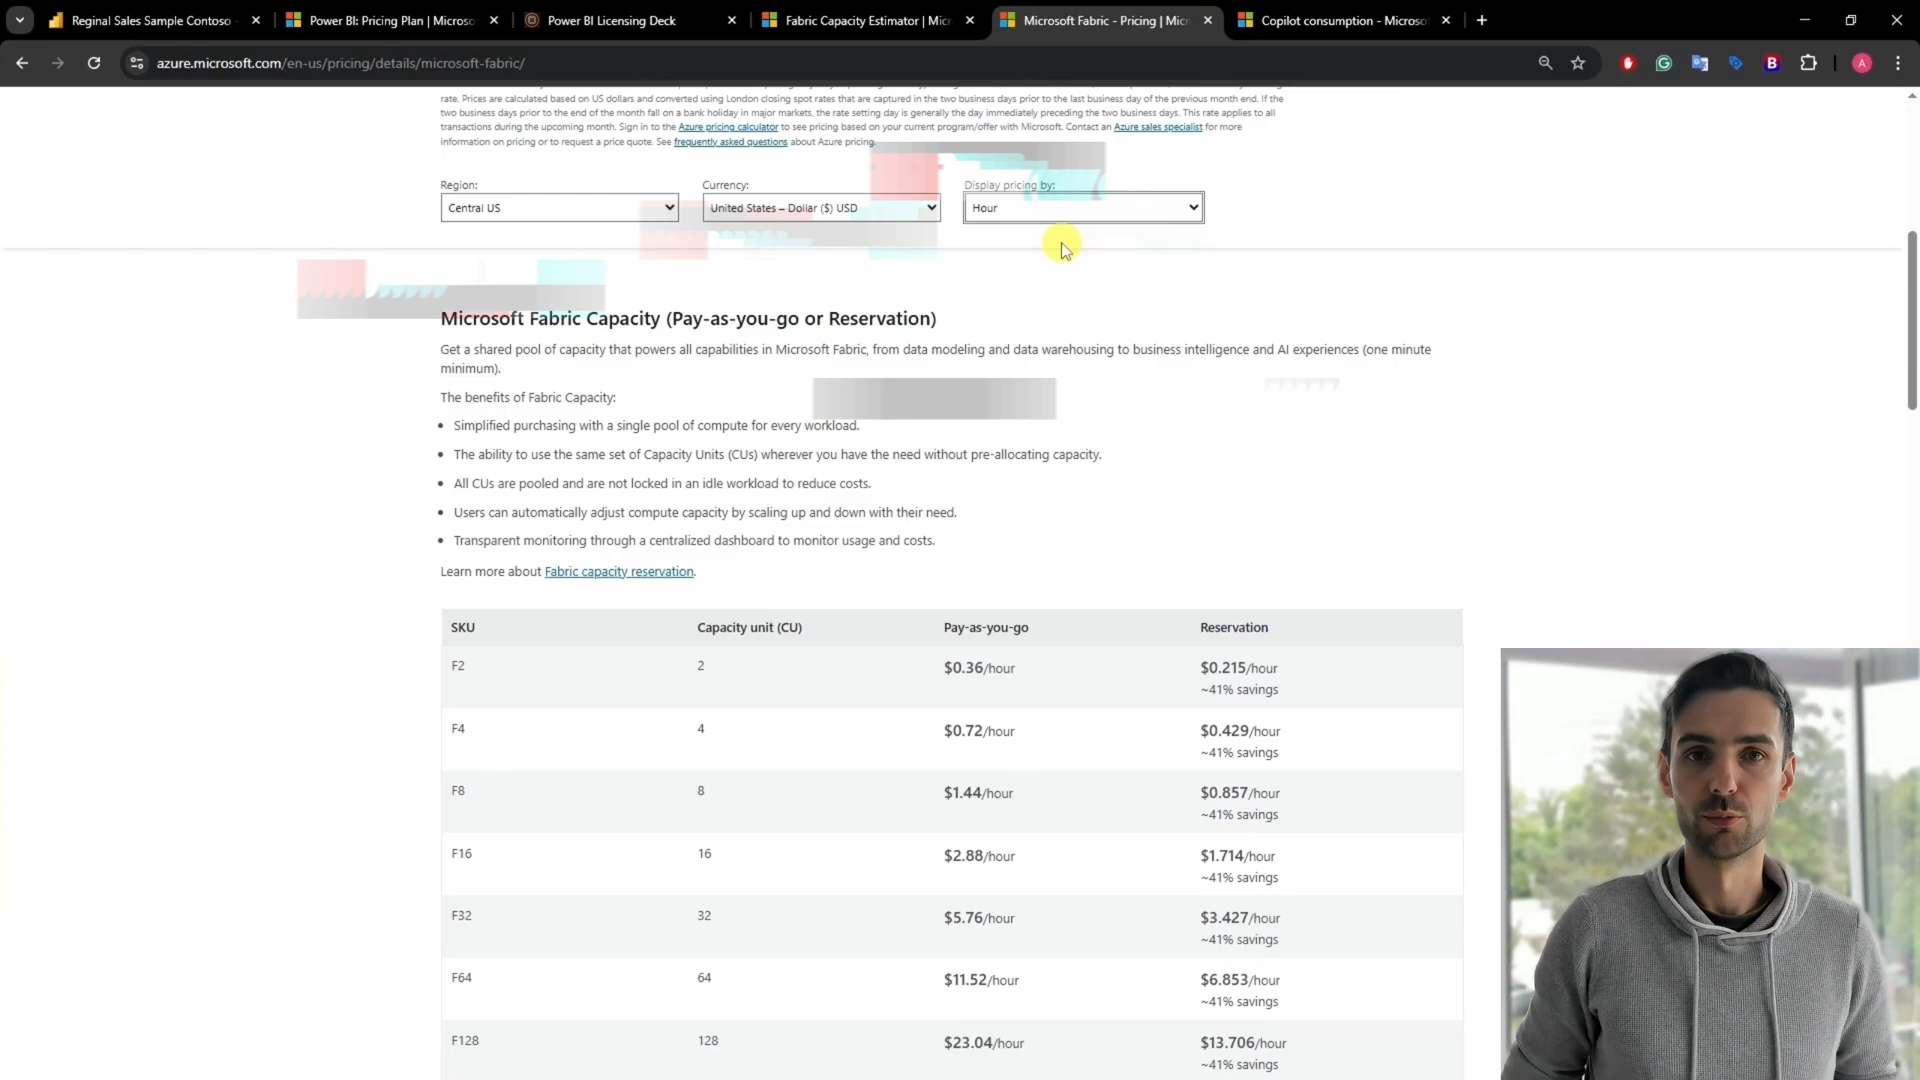 Reginal Sales Sample Contoso
Power BI: Pricing Plan | Microso
Power BI Licensing Deck
Fabric Capacity Estimator | Micr
Microsoft Fabric - Pricing | Micr
Copilot consumption - Microso
azure.microsoft.com/en-us/pricing/details/microsoft-fabric/
rate. Prices are calculated based on US dollars and converted using London closing spot rates that are captured in the two business days prior to the last business day of the previous month end. If the
two business days prior to the end of the month fall on a bank holiday in major markets, the rate setting day is generally the day immediately preceding the two business days. This rate applies to all
transactions during the upcoming month. Sign in to the Azure pricing calculator to see pricing based on your current program/offer with Microsoft. Contact an Azure sales specialist for more
information on pricing or to request a price quote. See frequently asked questions about Azure pricing.
Region:
Currency:
Display pricing by:
Central US
United States – Dollar ($) USD
Hour
Microsoft Fabric Capacity (Pay-as-you-go or Reservation)
Get a shared pool of capacity that powers all capabilities in Microsoft Fabric, from data modeling and data warehousing to business intelligence and AI experiences (one minute
minimum).
The benefits of Fabric Capacity:
• Simplified purchasing with a single pool of compute for every workload.
• The ability to use the same set of Capacity Units (CUs) wherever you have the need without pre-allocating capacity.
• All CUs are pooled and are not locked in an idle workload to reduce costs.
• Users can automatically adjust compute capacity by scaling up and down with their need.
• Transparent monitoring through a centralized dashboard to monitor usage and costs.
Learn more about Fabric capacity reservation.
SKU Capacity unit (CU) Pay-as-you-go Reservation
F2 2 $0.36/hour $0.215/hour
~41% savings
F4 4 $0.72/hour $0.429/hour
~41% savings
F8 8 $1.44/hour $0.857/hour
~41% savings
F16 16 $2.88/hour $1.714/hour
~41% savings
F32 32 $5.76/hour $3.427/hour
~41% savings
F64 64 $11.52/hour $6.853/hour
~41% savings
F128 128 $23.04/hour $13.706/hour
~41% savings